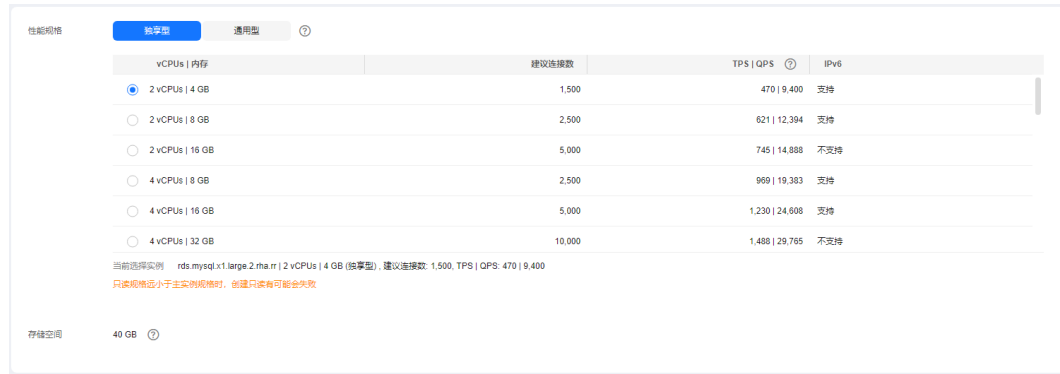 性能规格 独享型 通用型 ?
vCPUs | 内存 建议连接数 TPS | QPS ? IPv6
2 vCPUs | 4 GB 1,500 470 | 9,400 支持
2 vCPUs | 8 GB 2,500 621 | 12,394 支持
2 vCPUs | 16 GB 5,000 745 | 14,888 不支持
4 vCPUs | 8 GB 2,500 969 | 19,383 支持
4 vCPUs | 16 GB 5,000 1,230 | 24,608 支持
4 vCPUs | 32 GB 10,000 1,488 | 29,765 不支持
当前选择实例 rds.mysql.x1.large.2.rha.rr | 2 vCPUs | 4 GB (独享型) , 建议连接数: 1,500, TPS | QPS: 470 | 9,400
只读规格远小于主实例规格时，创建只读有可能会失败
存储空间 40 GB ?